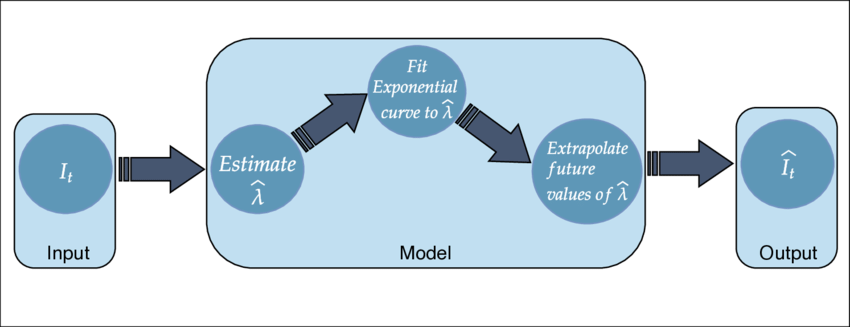 I_t
Input
Estimate
λ̂
Fit
Exponential
curve to λ̂
Extrapolate
future
values of λ̂
Model
Î_t
Output